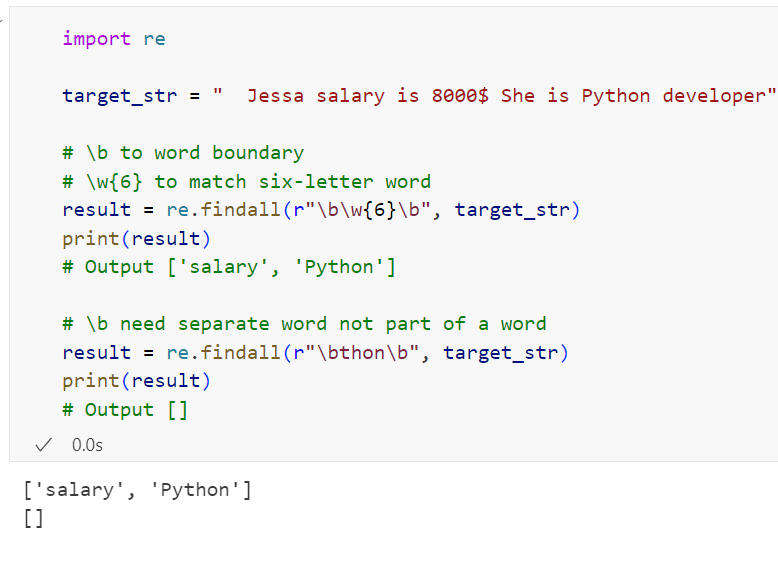 import re
target_str = "  Jessa salary is 8000$ She is Python developer"
# \b to word boundary
# \w{6} to match six-letter word
result = re.findall(r"\b\w{6}\b", target_str)
print(result)
# Output ['salary', 'Python']
# \b need separate word not part of a word
result = re.findall(r"\bthon\b", target_str)
print(result)
# Output []
✓ 0.0s
['salary', 'Python']
[]